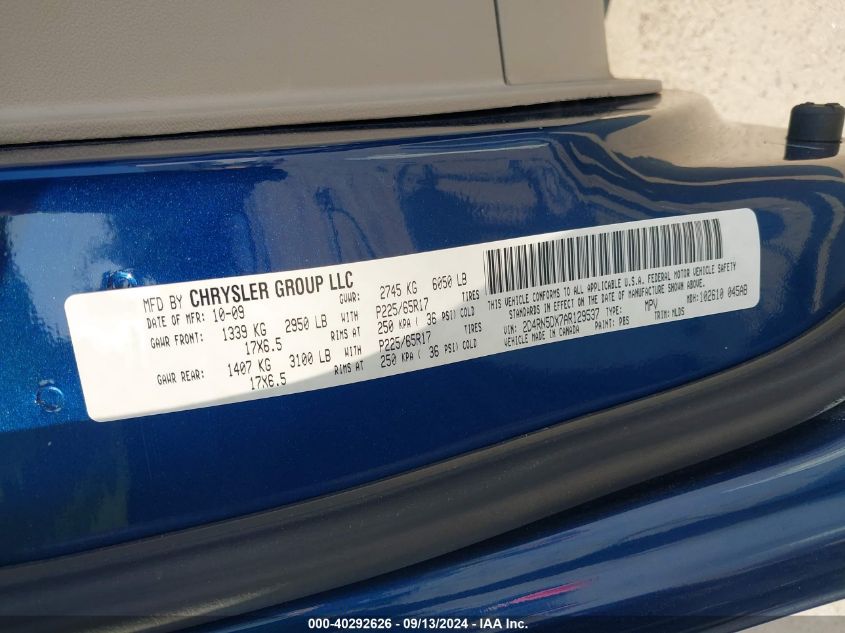 MFD BY CHRYSLER GROUP LLC
DATE OF MFR: 10-09 GVWR: 2745 KG 6050 LB
GAWR FRONT: 1339 KG 2950 LB WITH P225/65R17 TIRES
17X6.5 RIMS AT 250 KPA ( 36 PSI) COLD
GAWR REAR: 1407 KG 3100 LB WITH P225/65R17 TIRES
17X6.5 RIMS AT 250 KPA ( 36 PSI) COLD
THIS VEHICLE CONFORMS TO ALL APPLICABLE U.S.A. FEDERAL MOTOR VEHICLE SAFETY
STANDARDS IN EFFECT ON THE DATE OF MANUFACTURE SHOWN ABOVE.
VIN: 2D4RN5DX7AR129537 TYPE: MPV MDH: 102610 045AB
VEHICLE MADE IN CANADA PAINT: PBS TRIM: MLDS
000-40292626 - 09/13/2024 - IAA Inc.